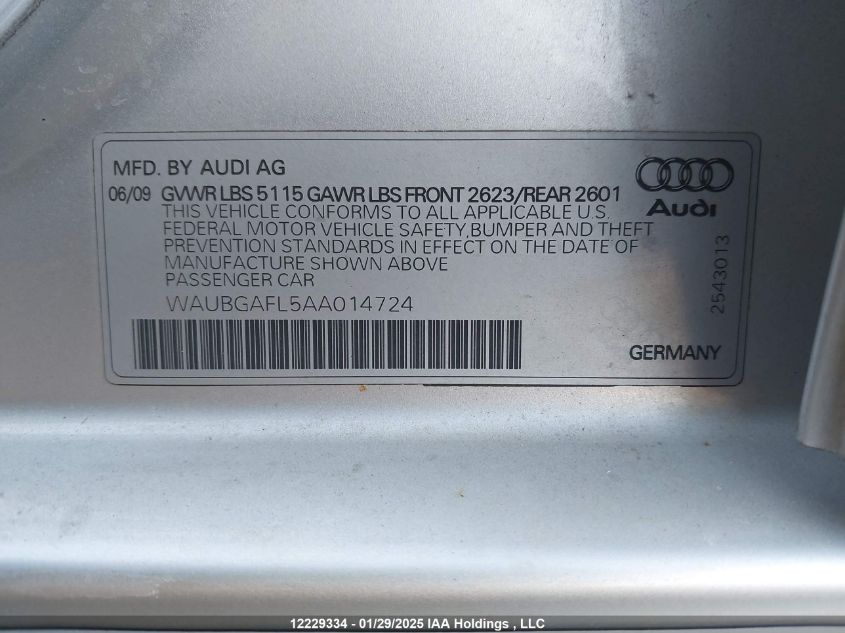 MFD. BY AUDI AG
06/09 GVWR LBS 5115 GAWR LBS FRONT 2623/REAR 2601
THIS VEHICLE CONFORMS TO ALL APPLICABLE U.S.
FEDERAL MOTOR VEHICLE SAFETY,BUMPER AND THEFT
PREVENTION STANDARDS IN EFFECT ON THE DATE OF
MANUFACTURE SHOWN ABOVE
PASSENGER CAR
WAUBGAFL5AA014724
Audi
2543013
GERMANY
12229334 - 01/29/2025 IAA Holdings , LLC